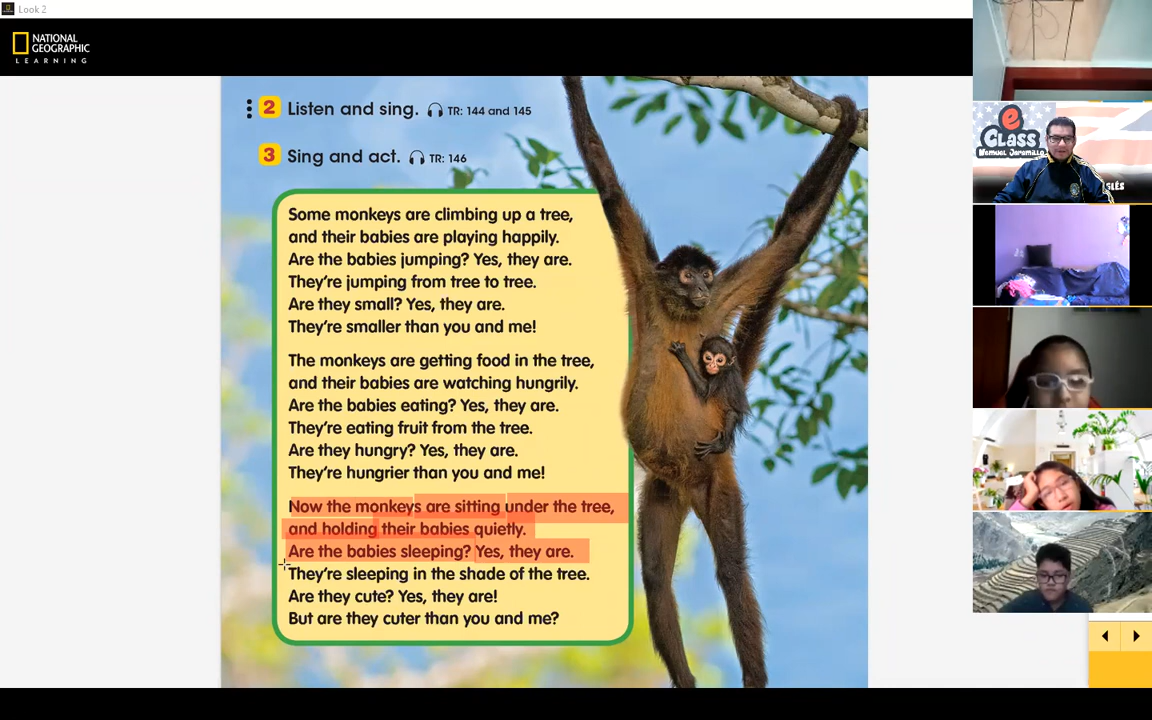 Look 2
NATIONAL
GEOGRAPHIC
LEARNING
2 Listen and sing. TR: 144 and 145
3 Sing and act. TR: 146
Some monkeys are climbing up a tree,
and their babies are playing happily.
Are the babies jumping? Yes, they are.
They're jumping from tree to tree.
Are they small? Yes, they are.
They're smaller than you and me!
The monkeys are getting food in the tree,
and their babies are watching hungrily.
Are the babies eating? Yes, they are.
They're eating fruit from the tree.
Are they hungry? Yes, they are.
They're hungrier than you and me!
Now the monkeys are sitting under the tree,
and holding their babies quietly.
Are the babies sleeping? Yes, they are.
They're sleeping in the shade of the tree.
Are they cute? Yes, they are!
But are they cuter than you and me?
e
CLass
Nemuel Jaramillo